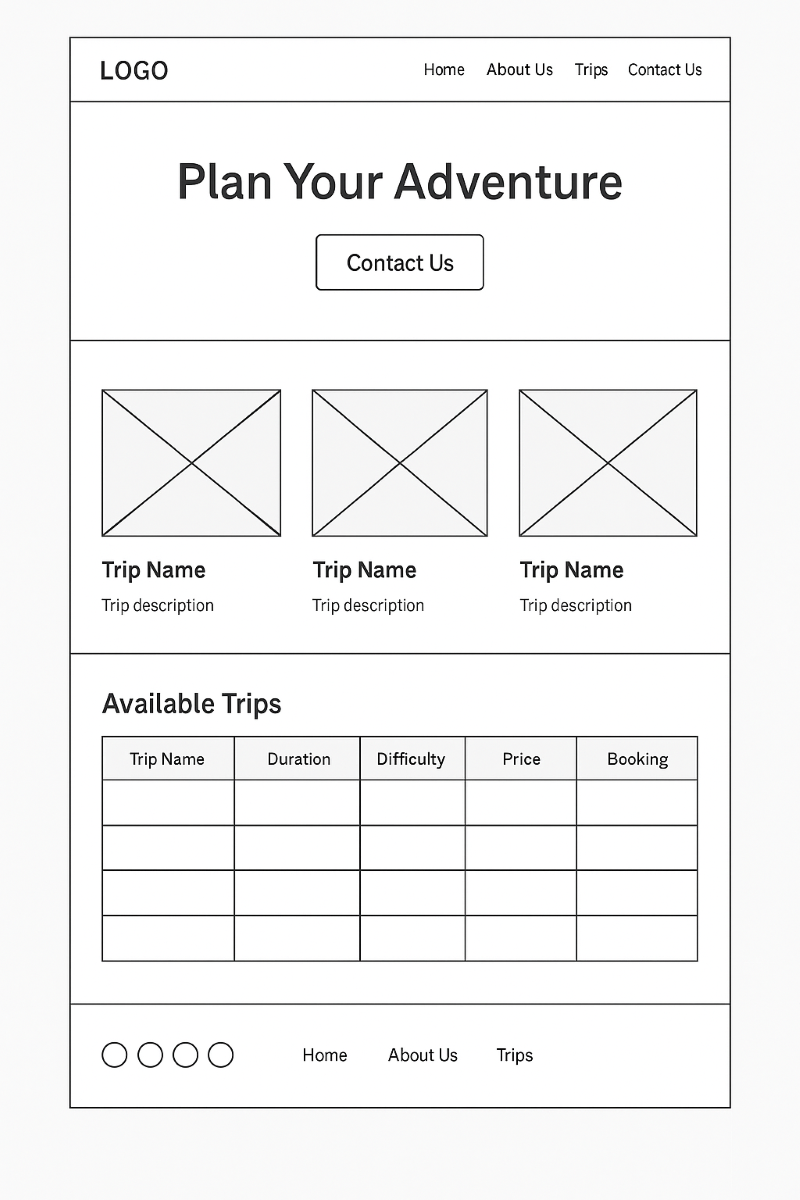 LOGO Home About Us Trips Contact Us
Plan Your Adventure
Contact Us
Trip Name Trip Name Trip Name
Trip description Trip description Trip description
Available Trips
Trip Name Duration Difficulty Price Booking
Home About Us Trips